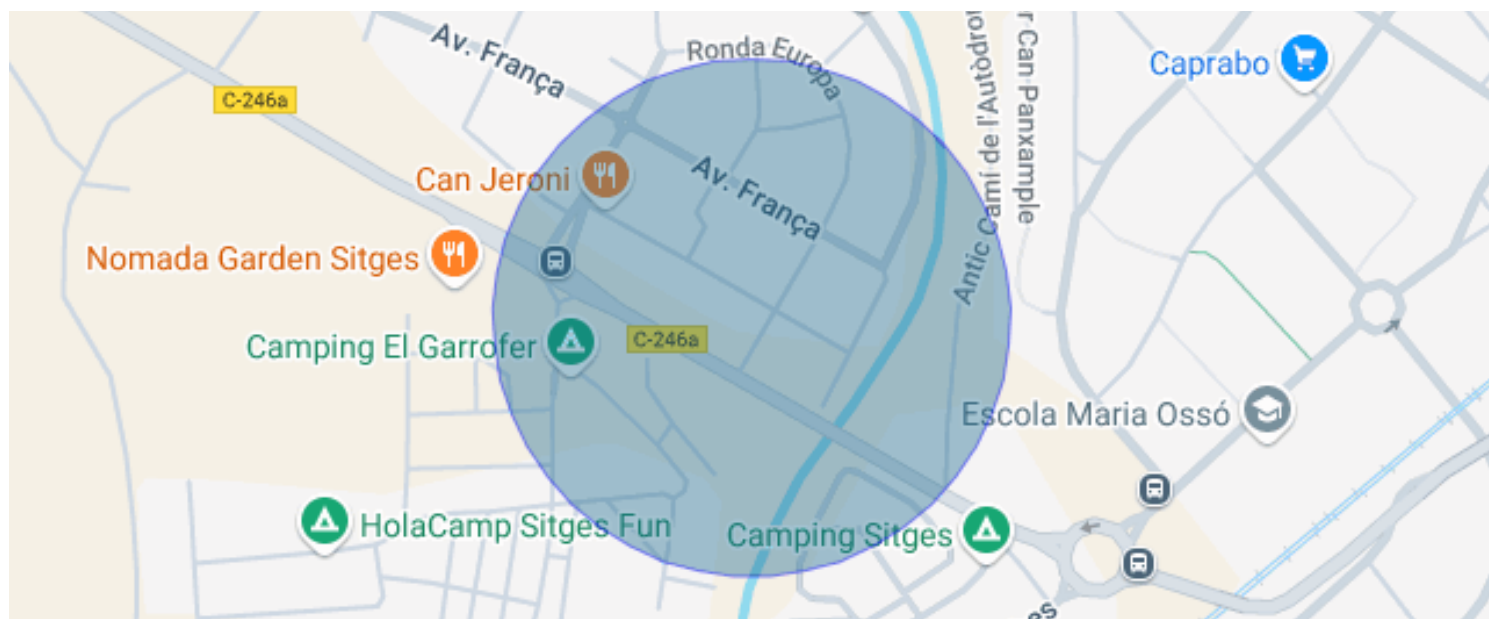 Av. França
Ronda Europa
Caprabo
C-246a
Can Jeroni
Av. França
Antic Camí de l'Autòdrom
r Can Panxample
Nomada Garden Sitges
Camping El Garrofer
C-246a
Escola Maria Ossó
HolaCamp Sitges Fun
Camping Sitges
es